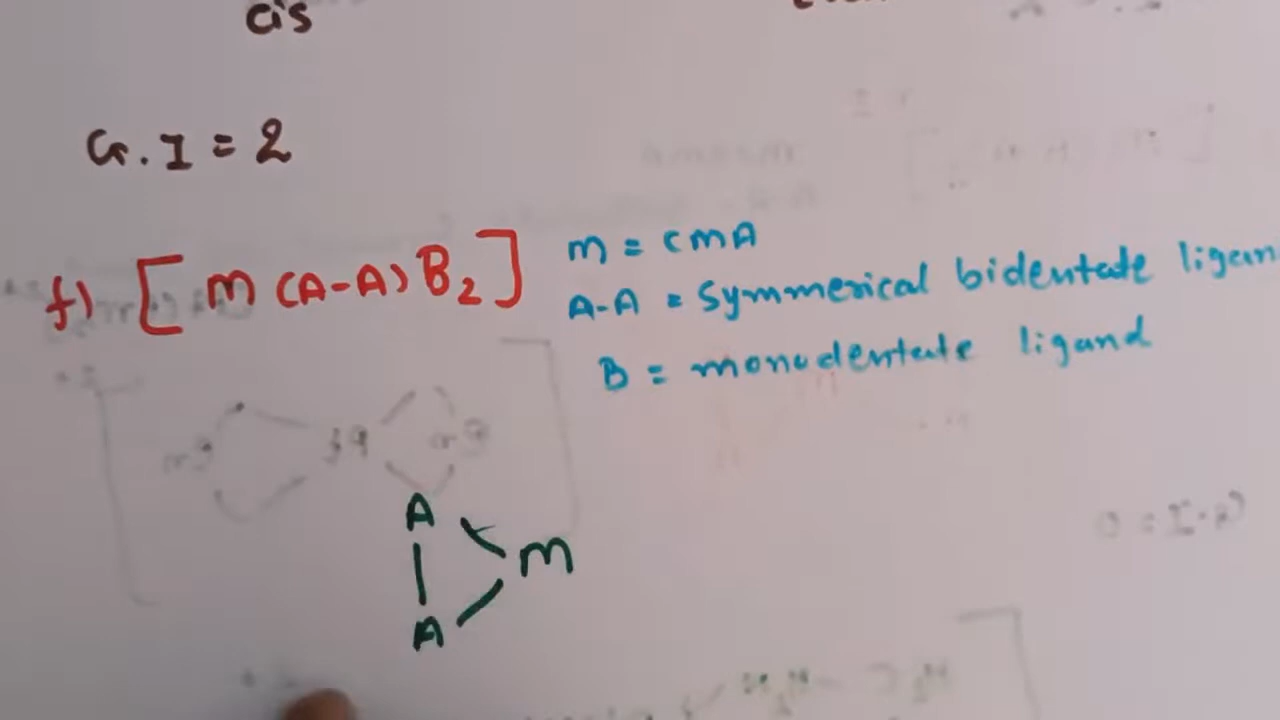 cis
G.I = 2
f) [M(A-A)B2]
M = CMA
A-A = Symmerical bidentate ligan
B = monodentate ligand
A
M
A